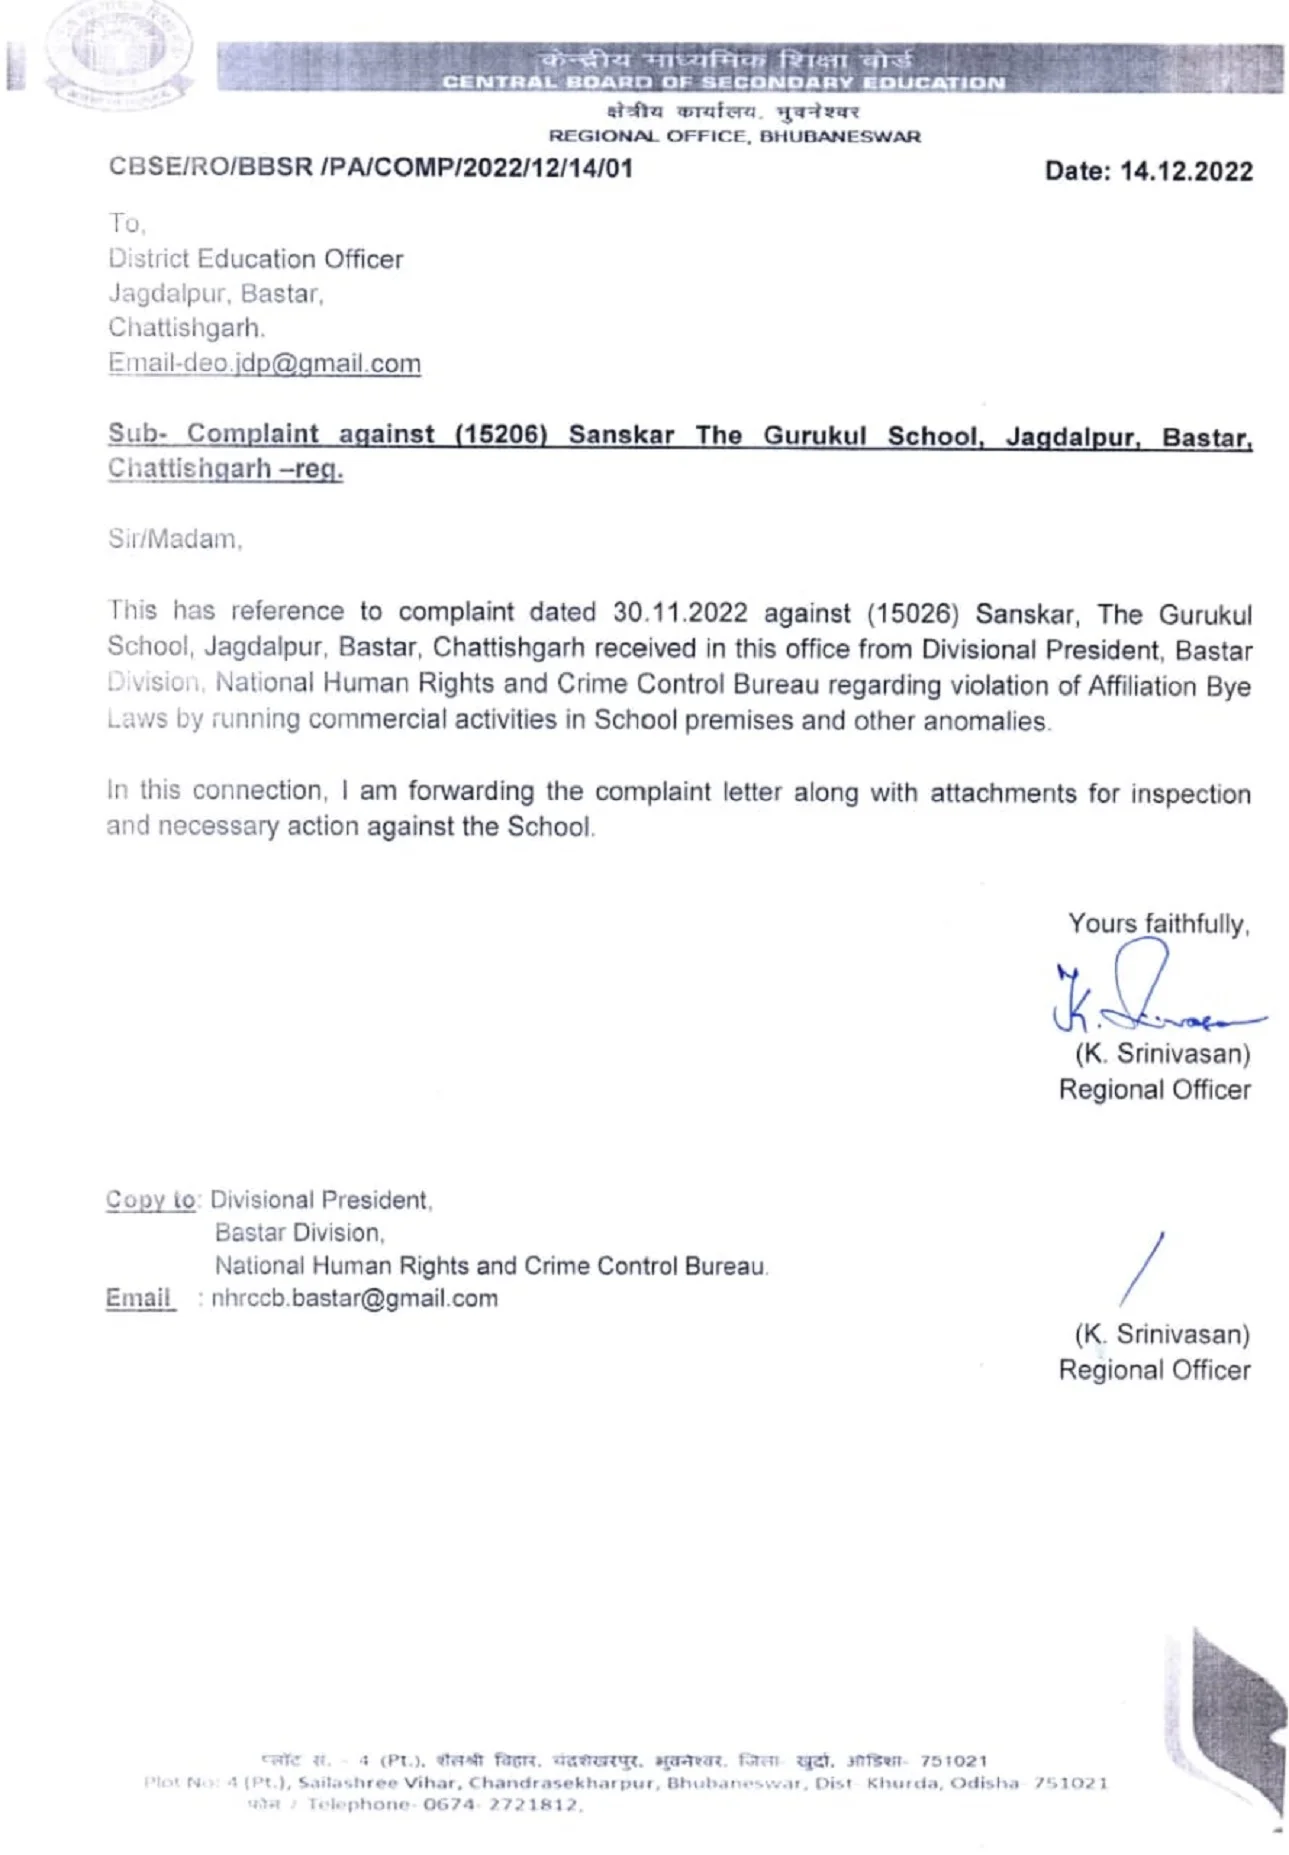 केन्द्रीय माध्यमिक शिक्षा बोर्ड
CENTRAL BOARD OF SECONDARY EDUCATION
क्षेत्रीय कार्यालय, भुवनेश्वर
REGIONAL OFFICE, BHUBANESWAR
CBSE/RO/BBSR /PA/COMP/2022/12/14/01 Date: 14.12.2022
To,
District Education Officer
Jagdalpur, Bastar,
Chattishgarh.
Email-deo.jdp@gmail.com
Sub- Complaint against (15206) Sanskar The Gurukul School, Jagdalpur, Bastar,
Chattishgarh –reg.
Sir/Madam,
This has reference to complaint dated 30.11.2022 against (15026) Sanskar, The Gurukul
School, Jagdalpur, Bastar, Chattishgarh received in this office from Divisional President, Bastar
Division, National Human Rights and Crime Control Bureau regarding violation of Affiliation Bye
Laws by running commercial activities in School premises and other anomalies.
In this connection, I am forwarding the complaint letter along with attachments for inspection
and necessary action against the School.
Yours faithfully,
(K. Srinivasan)
Regional Officer
Copy to: Divisional President,
Bastar Division,
National Human Rights and Crime Control Bureau.
Email : nhrccb.bastar@gmail.com
(K. Srinivasan)
Regional Officer
प्लॉट सं. - 4 (Pt.), शैलश्री विहार, चंद्रशेखरपुर, भुवनेश्वर, जिला- खुर्दा, ओडिशा- 751021
Plot No: 4 (Pt.), Sailashree Vihar, Chandrasekharpur, Bhubaneswar, Dist- Khurda, Odisha- 751021
फोन / Telephone- 0674- 2721812,